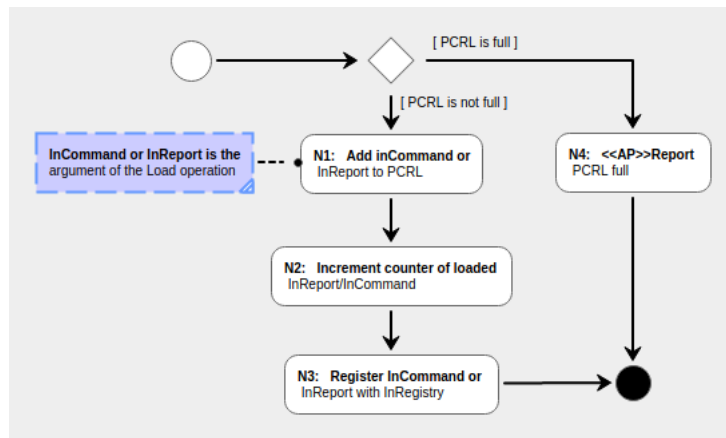 [ PCRL is full ]
[ PCRL is not full ]
InCommand or InReport is the
argument of the Load operation
N1: Add inCommand or
InReport to PCRL
N4: <<AP>>Report
PCRL full
N2: Increment counter of loaded
InReport/InCommand
N3: Register InCommand or
InReport with InRegistry